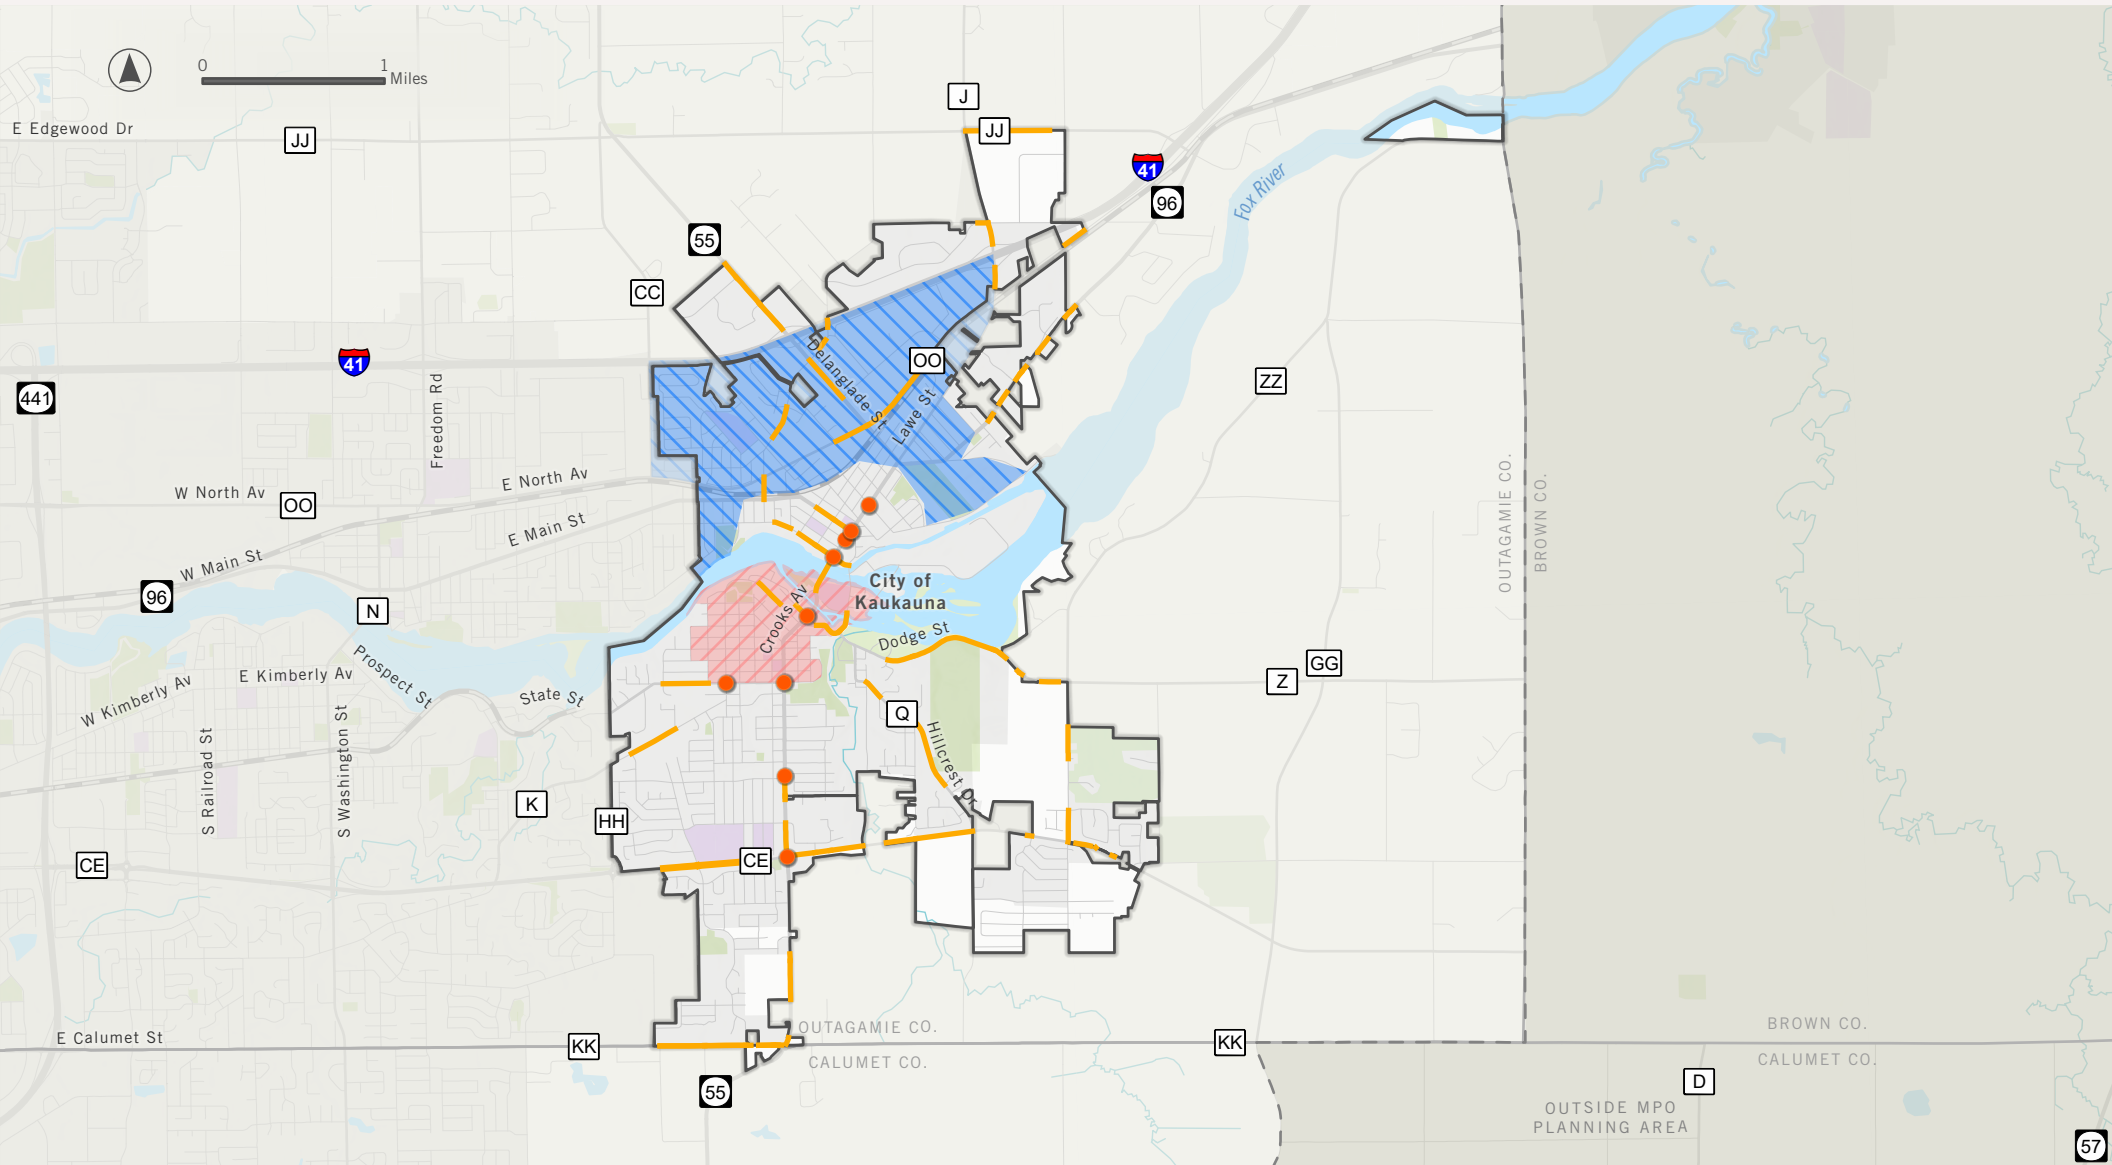 0 1
Miles
J
E Edgewood Dr
JJ
JJ
41
96
Fox River
55
CC
41
441
Freedom Rd
Delanglade St
OO
Lawe St
ZZ
W North Av
OO
E North Av
E Main St
W Main St
96
N
OUTAGAMIE CO.
BROWN CO.
City of
Kaukauna
Crooks Av
Dodge St
Prospect St
E Kimberly Av
W Kimberly Av
State St
GG
Z
Q
Hillcrest Dr
S Railroad St
S Washington St
K
HH
CE
CE
E Calumet St
KK
OUTAGAMIE CO.
CALUMET CO.
KK
BROWN CO.
CALUMET CO.
55
D
OUTSIDE MPO
PLANNING AREA
57